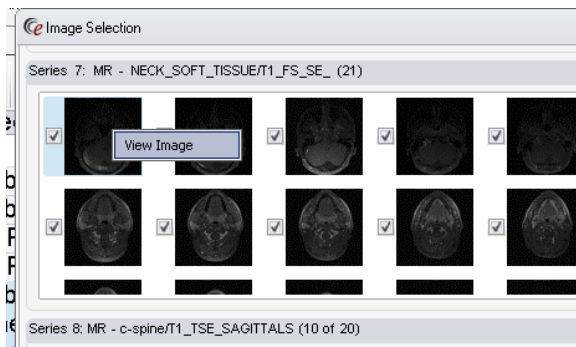 Image Selection
Series 7: MR - NECK_SOFT_TISSUE/T1_FS_SE_ (21)
View Image
Series 8: MR - c-spine/T1_TSE_SAGITTALS (10 of 20)